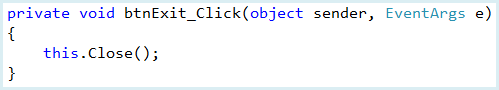 private void btnExit_Click(object sender, EventArgs e)
{
    this.Close();
}